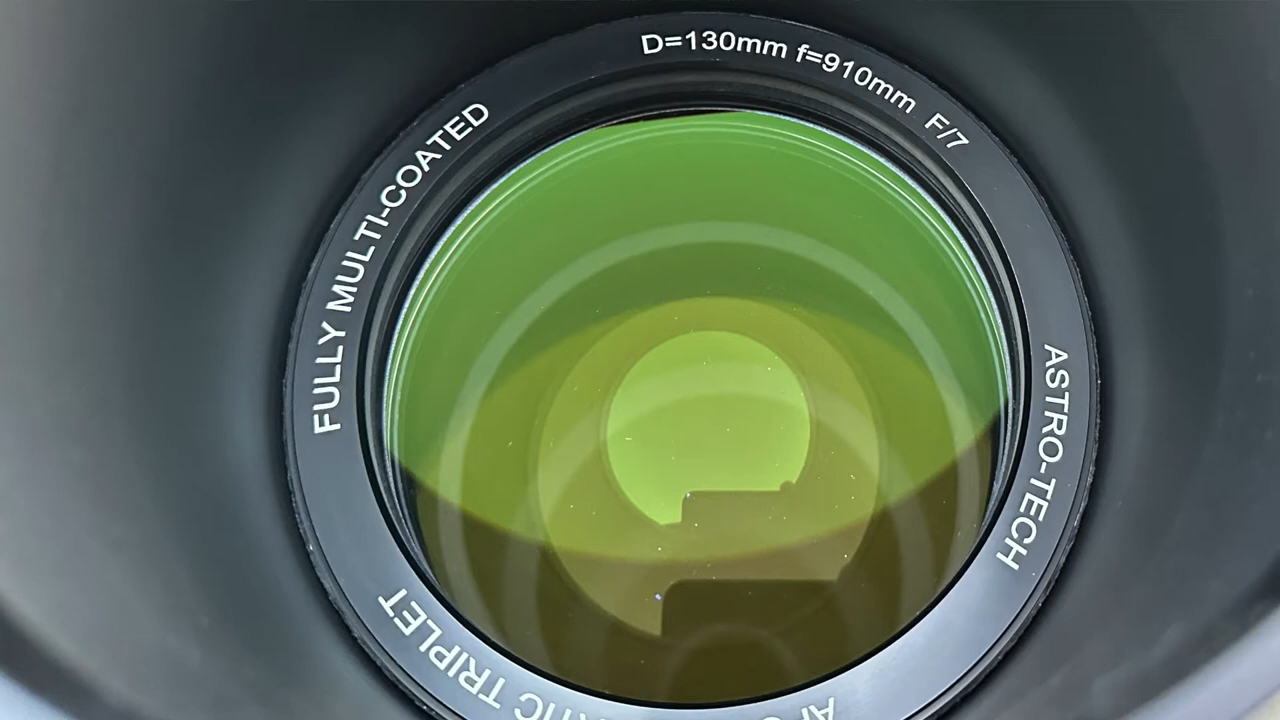 D=130mm f=910mm F/7
ASTRO-TECH
TRIPLET
FULLY MULTI-COATED